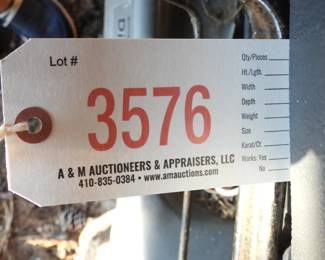 Lot #
3576
A & M AUCTIONEERS & APPRAISERS, LLC
410-835-0384 • www.amauctions.com
Qty/Pieces
Ht./Lgth.
Width
Depth
Weight
Size
Karat/Ct
Works: Yes
No